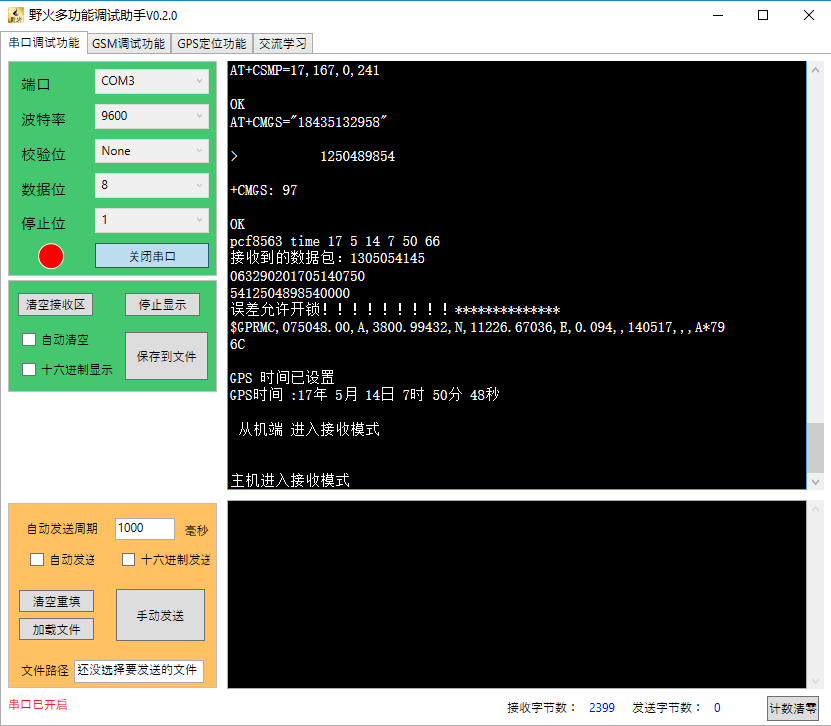 野火多功能调试助手V0.2.0
串口调试功能 GSM调试功能 GPS定位功能 交流学习
端口 COM3
波特率 9600
校验位 None
数据位 8
停止位 1
关闭串口
清空接收区 停止显示
自动清空
保存到文件
十六进制显示
AT+CSMP=17,167,0,241
OK
AT+CMGS="18435132958"
> 1250489854
+CMGS: 97
OK
pcf8563 time 17 5 14 7 50 66
接收到的数据包：1305054145
063290201705140750
5412504898540000
误差允许开锁！！！！！！！！！**************
$GPRMC,075048.00,A,3800.99432,N,11226.67036,E,0.094,,140517,,,A*79
6C
GPS 时间已设置
GPS时间 :17年 5月 14日 7时 50分 48秒
从机端 进入接收模式
主机进入接收模式
自动发送周期 1000 毫秒
自动发送 十六进制发送
清空重填
手动发送
加载文件
文件路径 还没选择要发送的文件
串口已开启
接收字节数： 2399 发送字节数： 0 计数清零